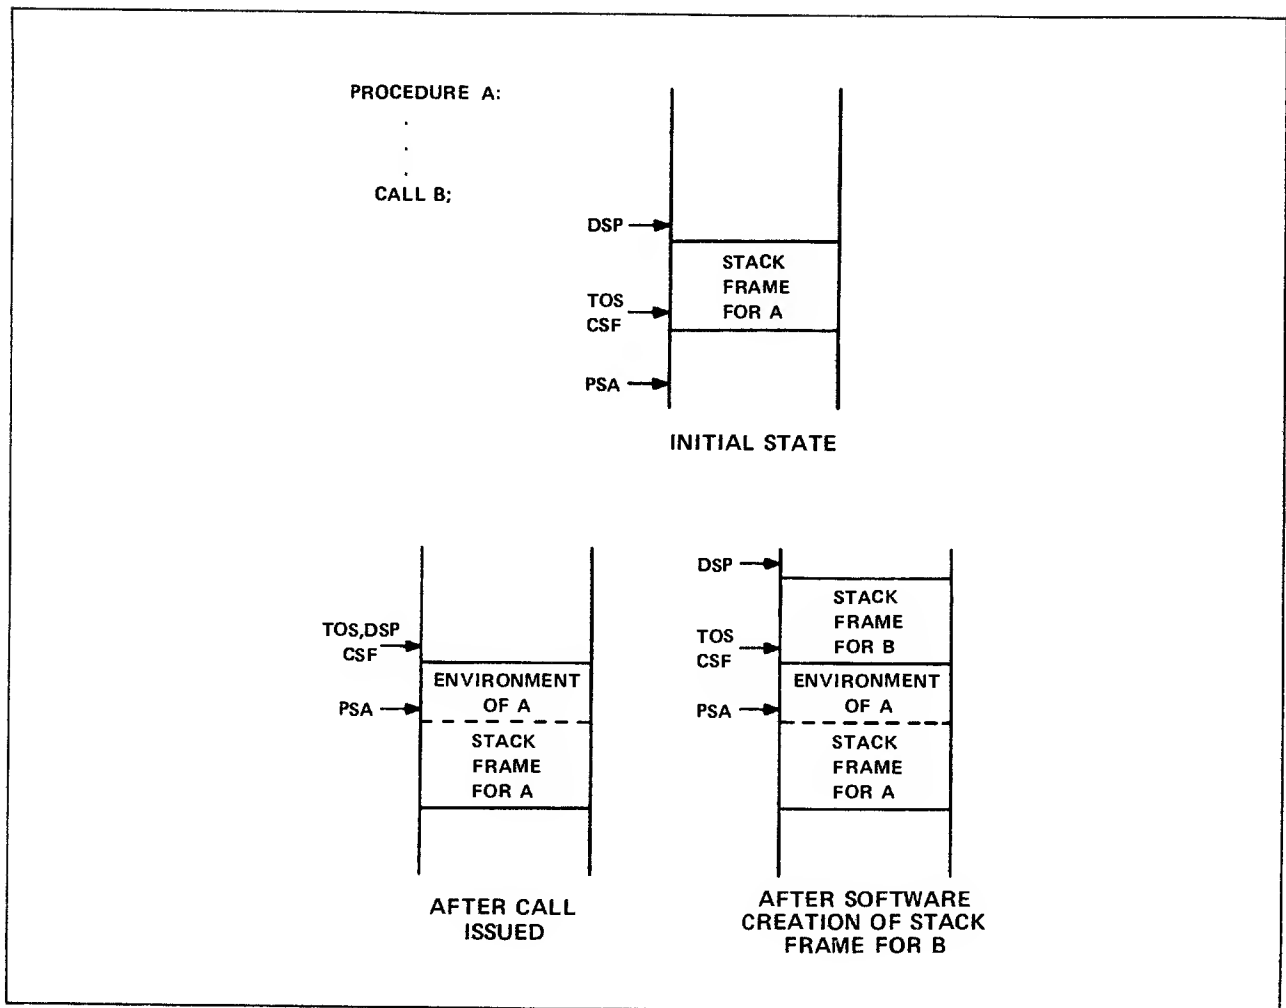 PROCEDURE A:
.
.
.
CALL B;
DSP
STACK
FRAME
FOR A
TOS
CSF
PSA
INITIAL STATE
TOS,DSP
CSF
PSA
ENVIRONMENT
OF A
STACK
FRAME
FOR A
AFTER CALL
ISSUED
DSP
STACK
FRAME
FOR B
TOS
CSF
ENVIRONMENT
OF A
PSA
STACK
FRAME
FOR A
AFTER SOFTWARE
CREATION OF STACK
FRAME FOR B